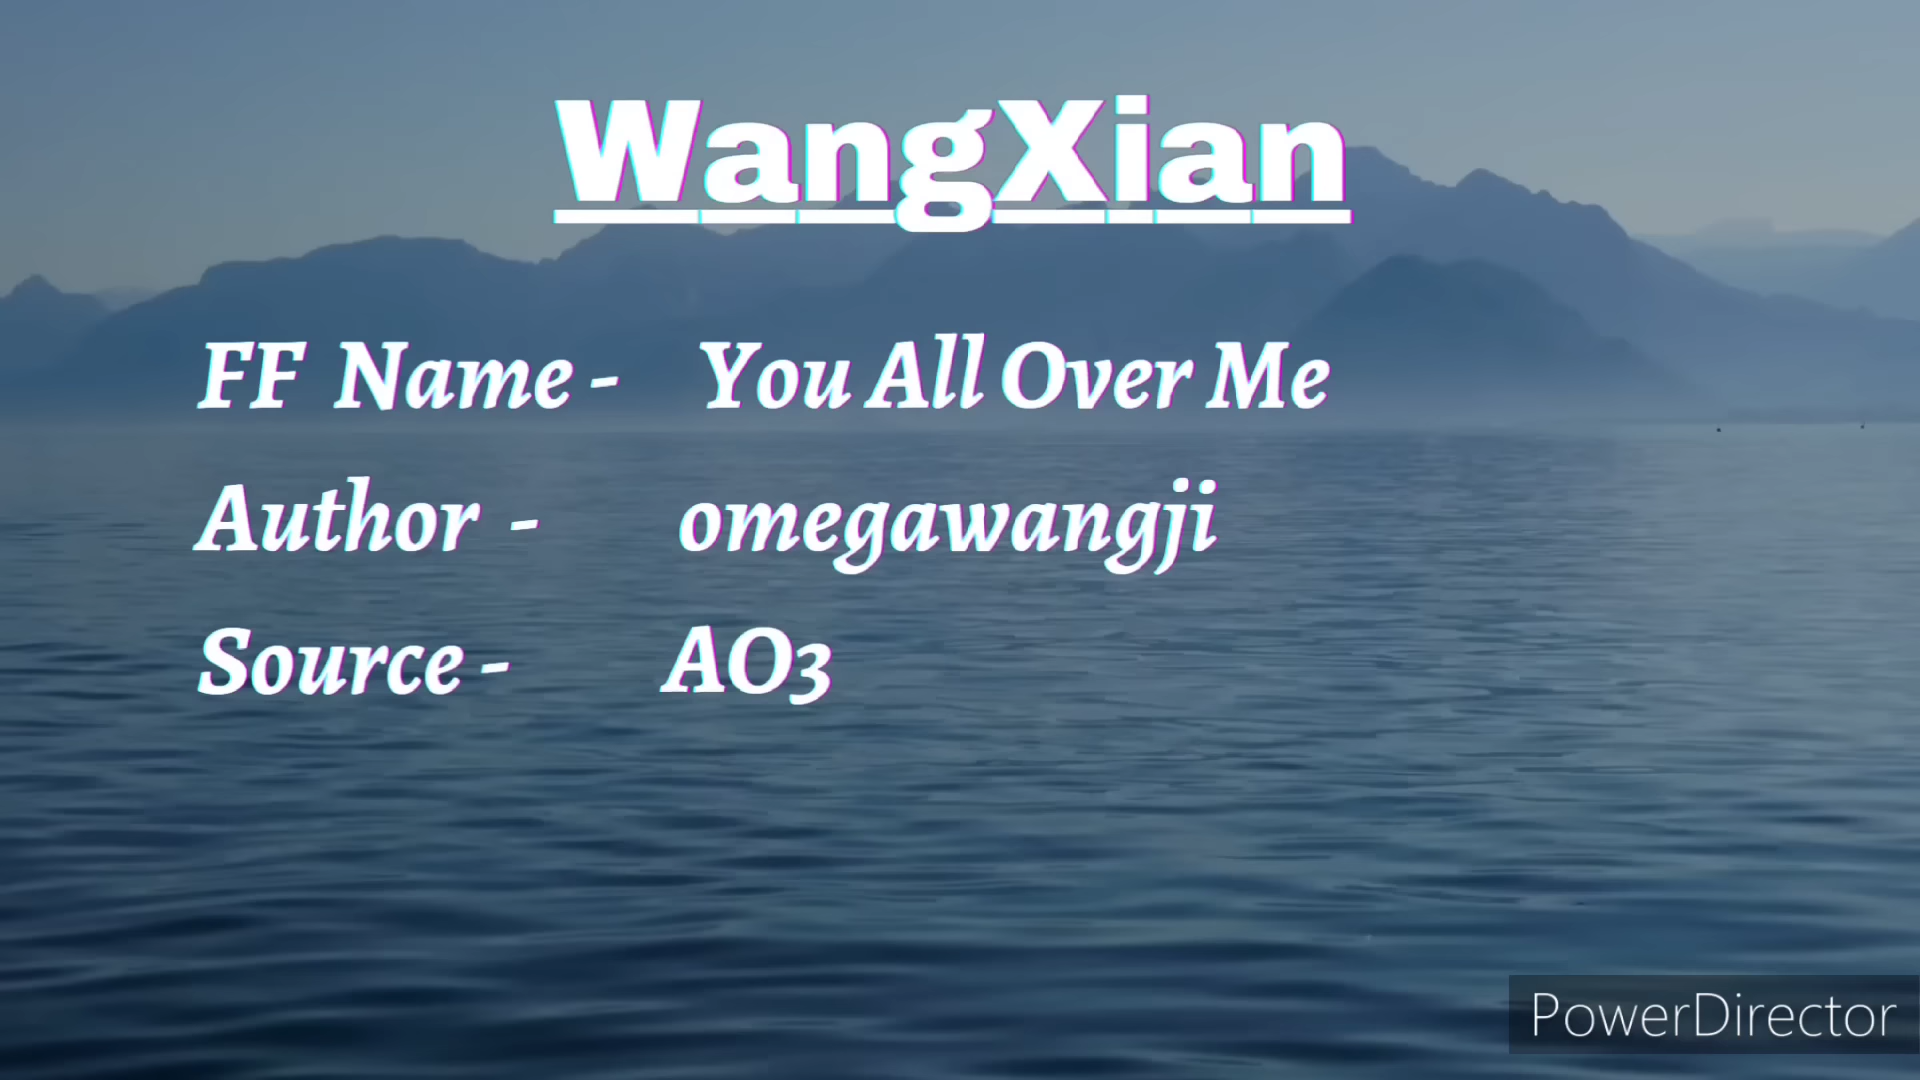 WangXian
FF Name - You All Over Me
Author - omegawangji
Source - AO3
PowerDirector